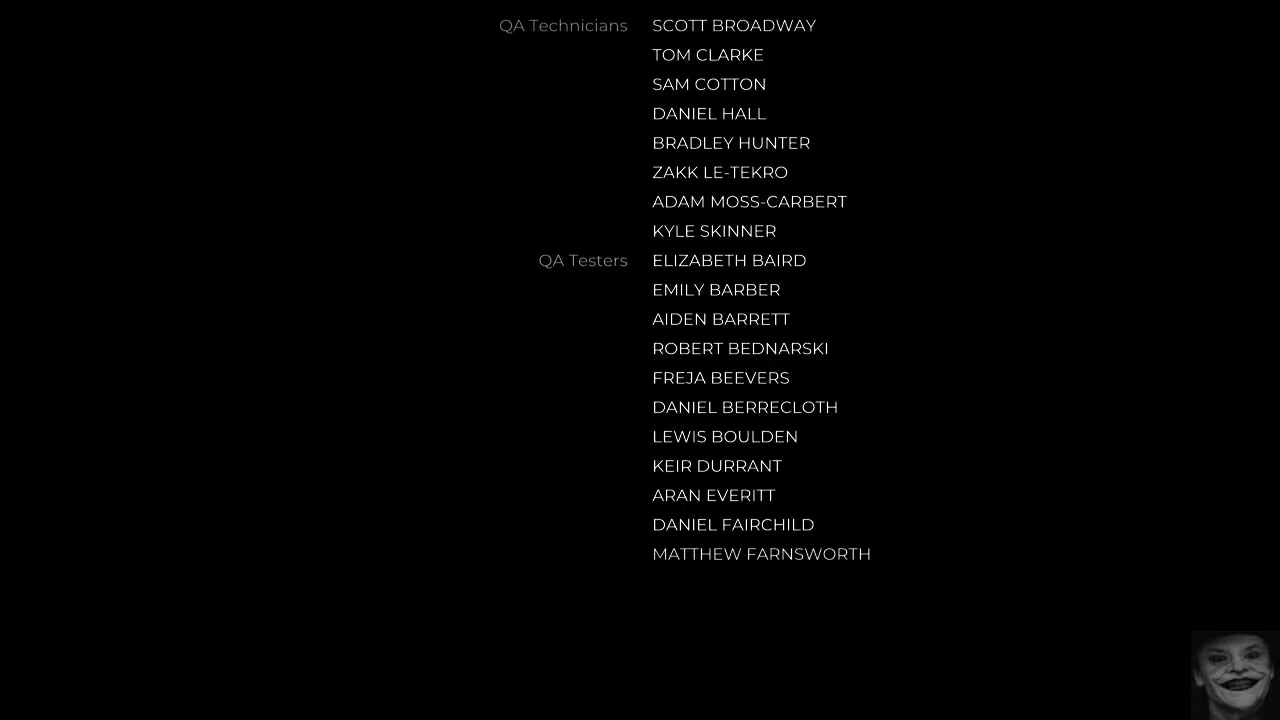 QA Technicians SCOTT BROADWAY
TOM CLARKE
SAM COTTON
DANIEL HALL
BRADLEY HUNTER
ZAKK LE-TEKRO
ADAM MOSS-CARBERT
KYLE SKINNER
QA Testers ELIZABETH BAIRD
EMILY BARBER
AIDEN BARRETT
ROBERT BEDNARSKI
FREJA BEEVERS
DANIEL BERRECLOTH
LEWIS BOULDEN
KEIR DURRANT
ARAN EVERITT
DANIEL FAIRCHILD
MATTHEW FARNSWORTH